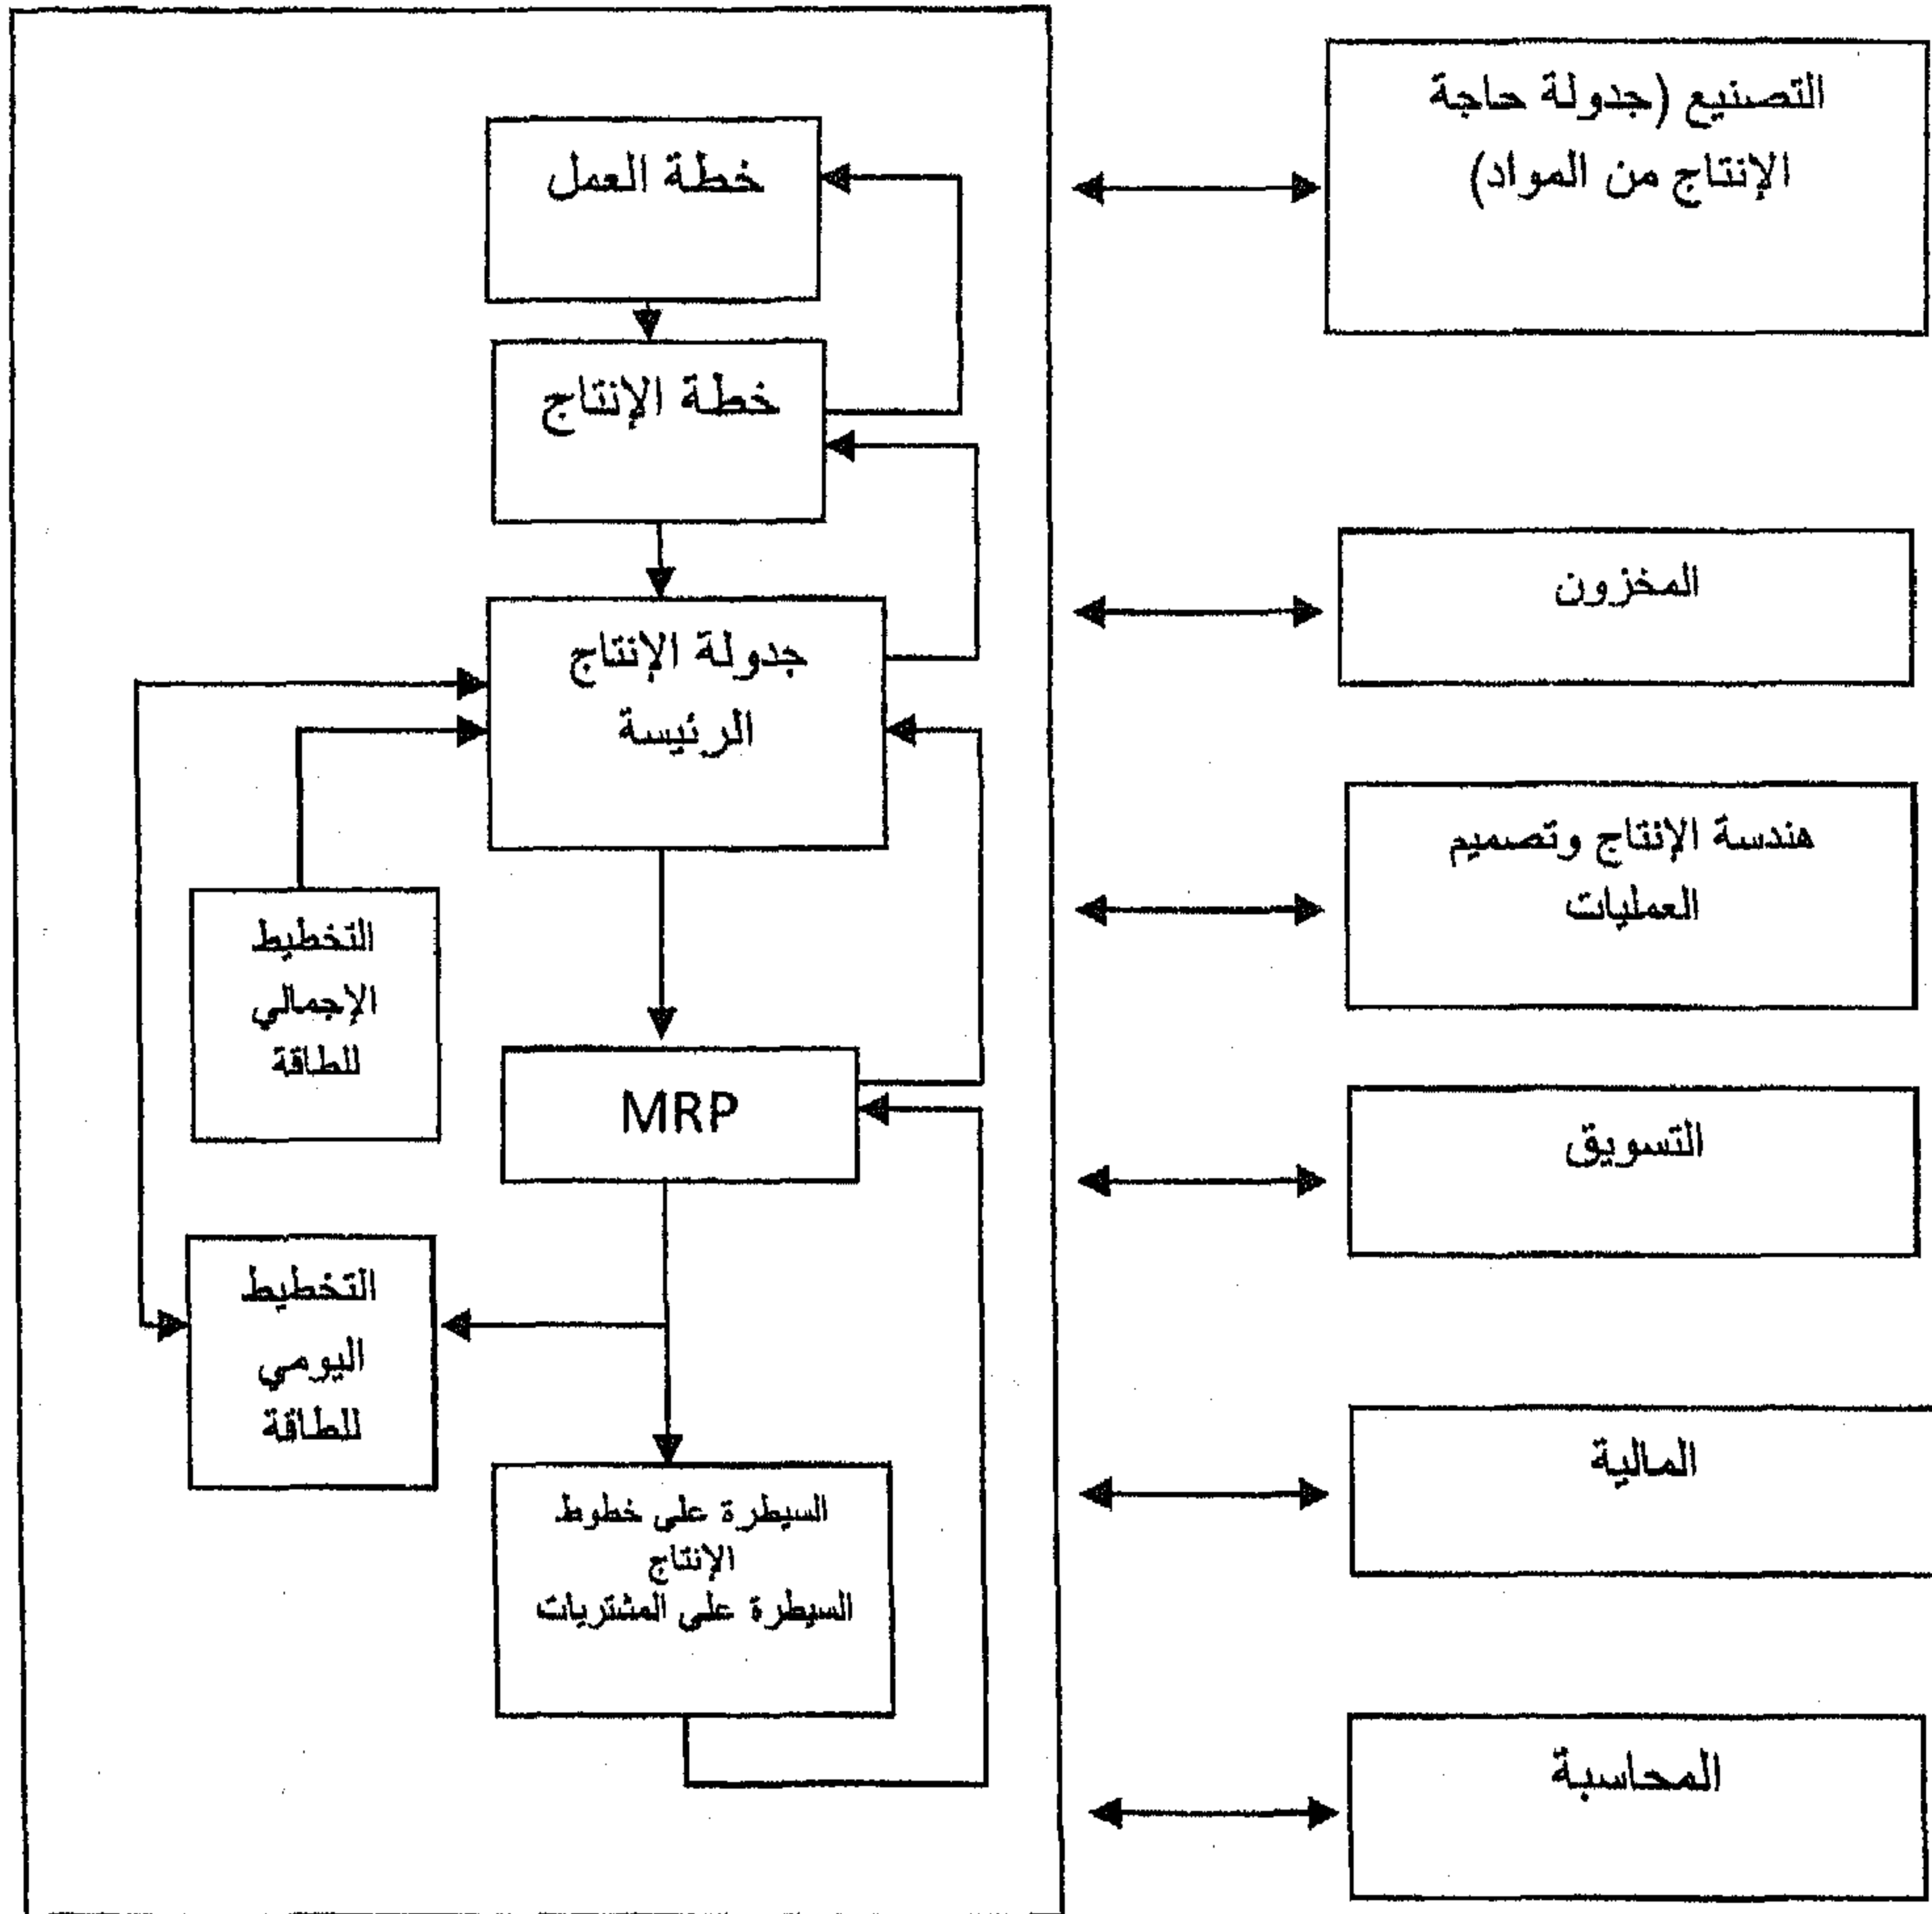 خطة العمل
خطة الإنتاج
جدولة الإنتاج
الرئيسة
التخطيط
الإجمالي
للطاقة
MRP
التخطيط
اليومي
للطاقة
السيطرة على خطوط
الإنتاج
السيطرة على المشتريات
التصنيع (جدولة حاجة
الإنتاج من المواد)
المخزون
هندسة الإنتاج وتصميم
العمليات
التسويق
المالية
المحاسبة